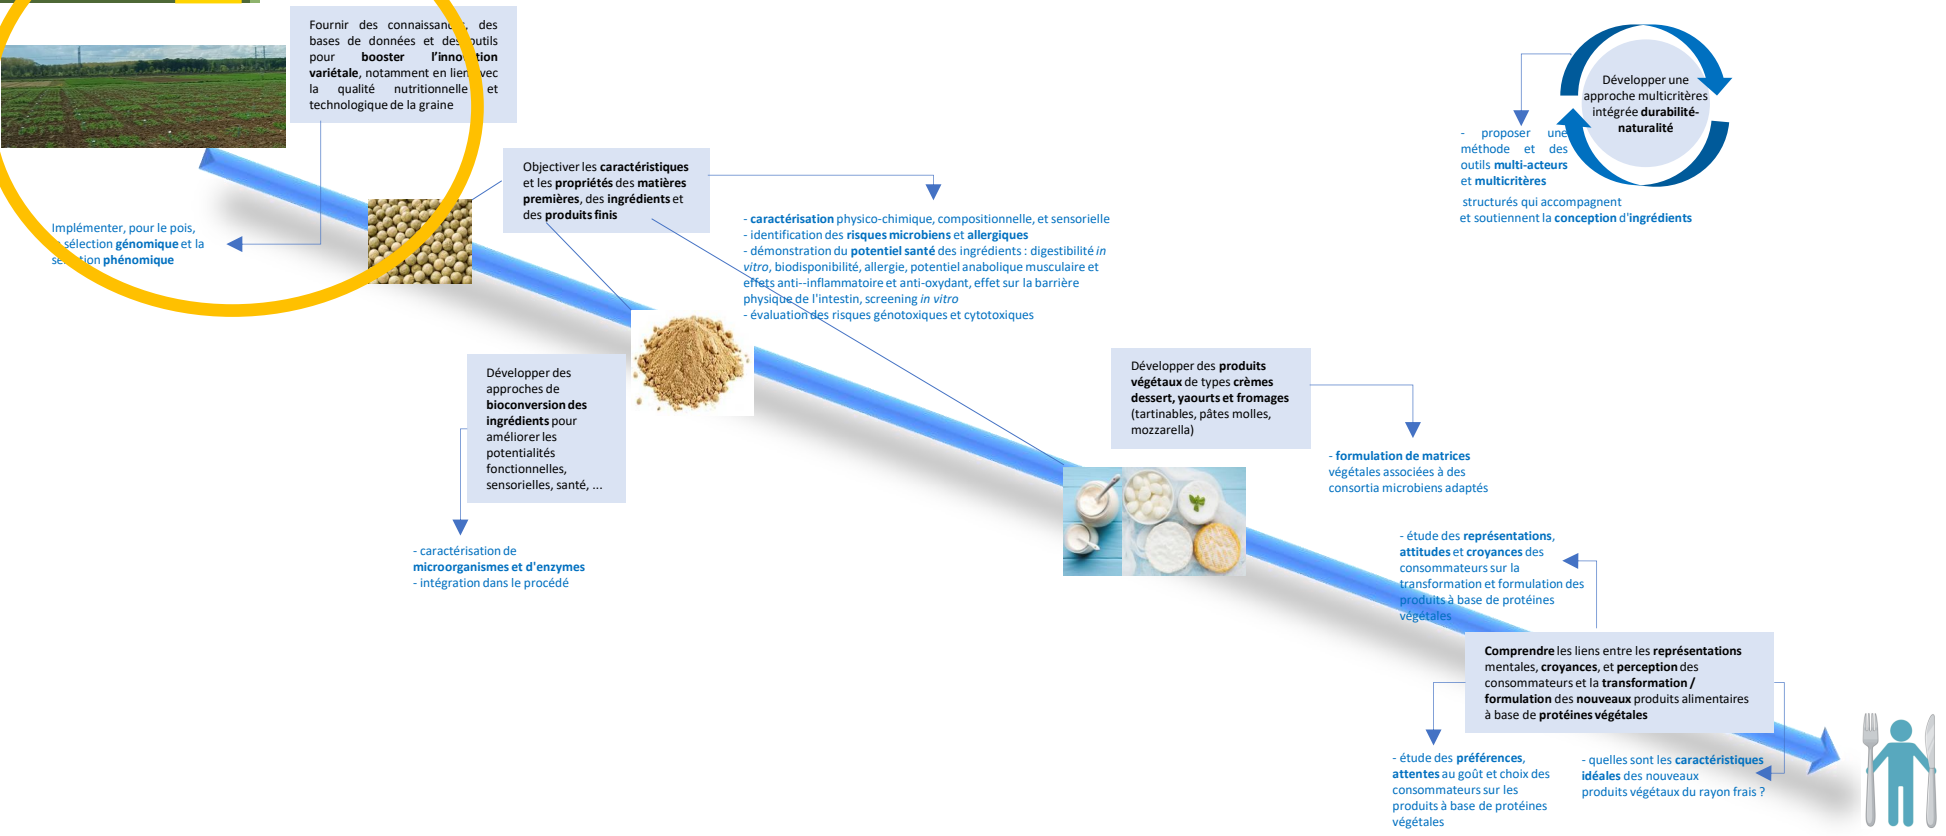 Fournir des connaissances, des
bases de données et des outils
pour booster l'innovation
variétale, notamment en lien avec
la qualité nutritionnelle et
technologique de la graine
Implémenter, pour le pois,
la sélection génomique et la
sélection phénomique
Objectiver les caractéristiques
et les propriétés des matières
premières, des ingrédients et
des produits finis
- caractérisation physico-chimique, compositionnelle, et sensorielle
- identification des risques microbiens et allergiques
- démonstration du potentiel santé des ingrédients : digestibilité in
vitro, biodisponibilité, allergie, potentiel anabolique musculaire et
effets anti--inflammatoire et anti-oxydant, effet sur la barrière
physique de l'intestin, screening in vitro
- évaluation des risques génotoxiques et cytotoxiques
Développer une
approche multicritères
intégrée durabilité-
naturalité
- proposer une
méthode et des
outils multi-acteurs
et multicritères
structurés qui accompagnent
et soutiennent la conception d'ingrédients
Développer des
approches de
bioconversion des
ingrédients pour
améliorer les
potentialités
fonctionnelles,
sensorielles, santé, ...
- caractérisation de
microorganismes et d'enzymes
- intégration dans le procédé
Développer des produits
végétaux de types crèmes
dessert, yaourts et fromages
(tartinables, pâtes molles,
mozzarella)
- formulation de matrices
végétales associées à des
consortia microbiens adaptés
- étude des représentations,
attitudes et croyances des
consommateurs sur la
transformation et formulation des
produits à base de protéines
végétales
Comprendre les liens entre les représentations
mentales, croyances, et perception des
consommateurs et la transformation /
formulation des nouveaux produits alimentaires
à base de protéines végétales
- étude des préférences,
attentes au goût et choix des
consommateurs sur les
produits à base de protéines
végétales
- quelles sont les caractéristiques
idéales des nouveaux
produits végétaux du rayon frais ?